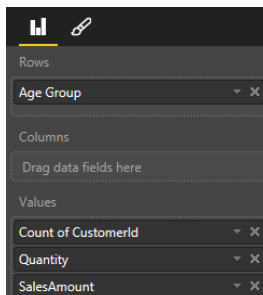 Rows
Age Group
Columns
Drag data fields here
Values
Count of CustomerId
Quantity
SalesAmount